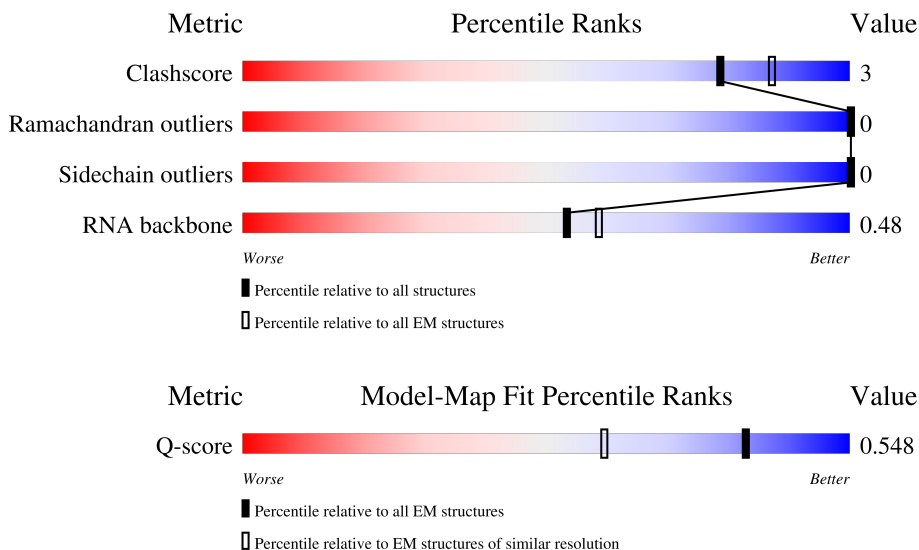 Metric Percentile Ranks Value
Clashscore 3
Ramachandran outliers 0
Sidechain outliers 0
RNA backbone 0.48
Worse Better
Percentile relative to all structures
Percentile relative to all EM structures
Metric Model-Map Fit Percentile Ranks Value
Q-score 0.548
Worse Better
Percentile relative to all EM structures
Percentile relative to EM structures of similar resolution